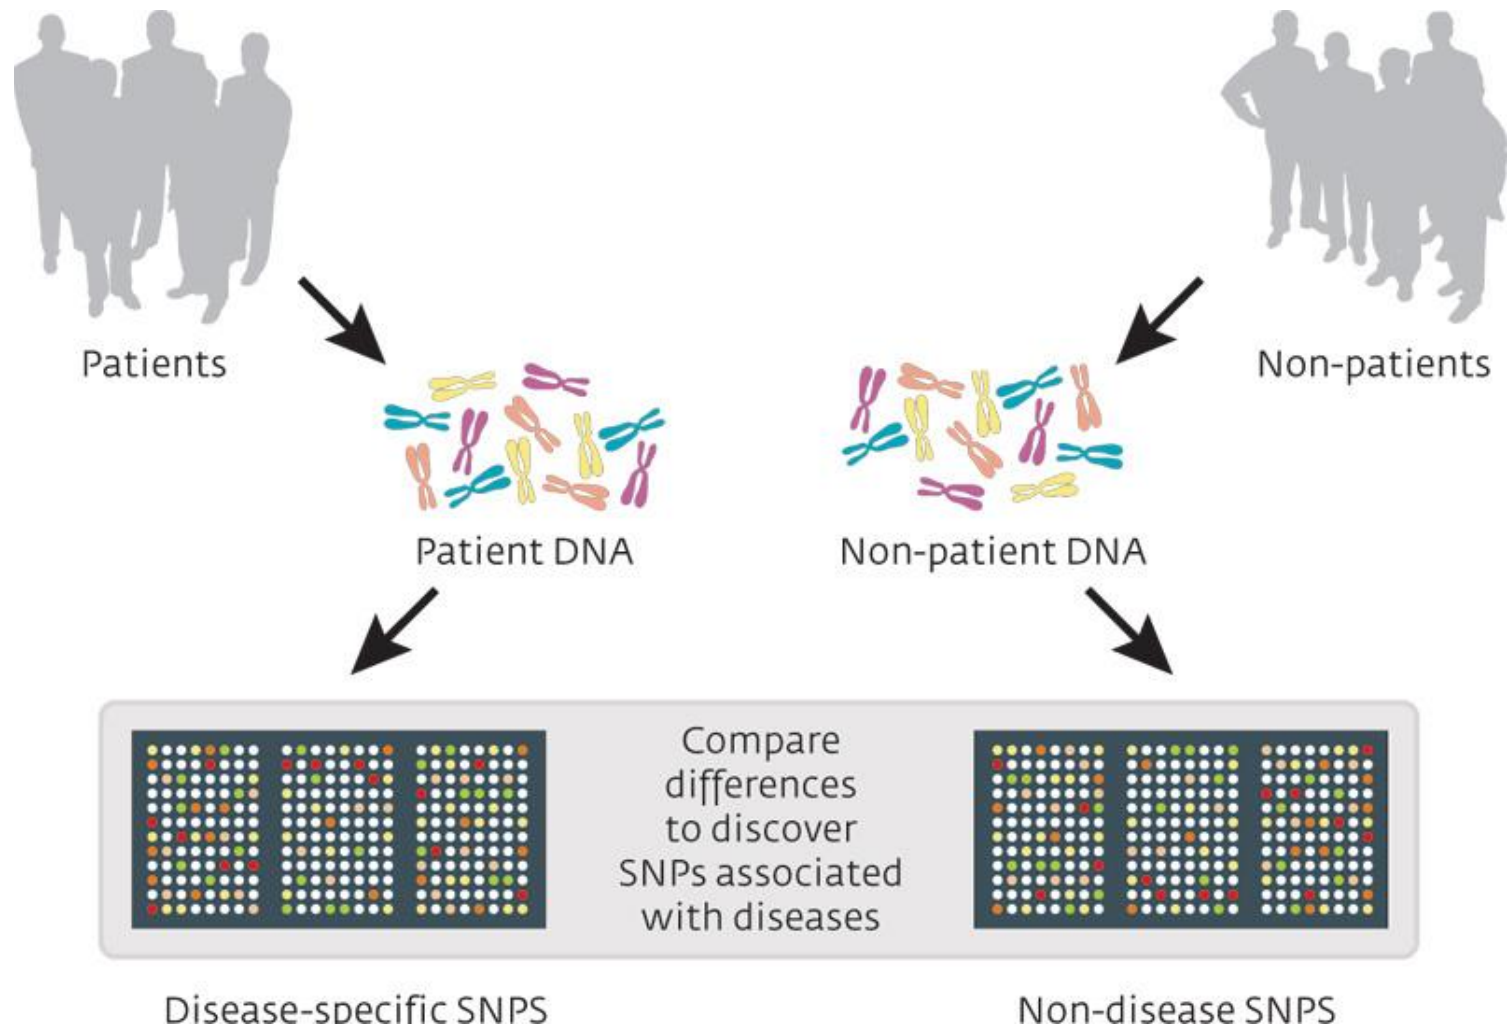 Patients
Non-patients
Patient DNA
Non-patient DNA
Compare
differences
to discover
SNPs associated
with diseases
Disease-specific SNPS
Non-disease SNPS